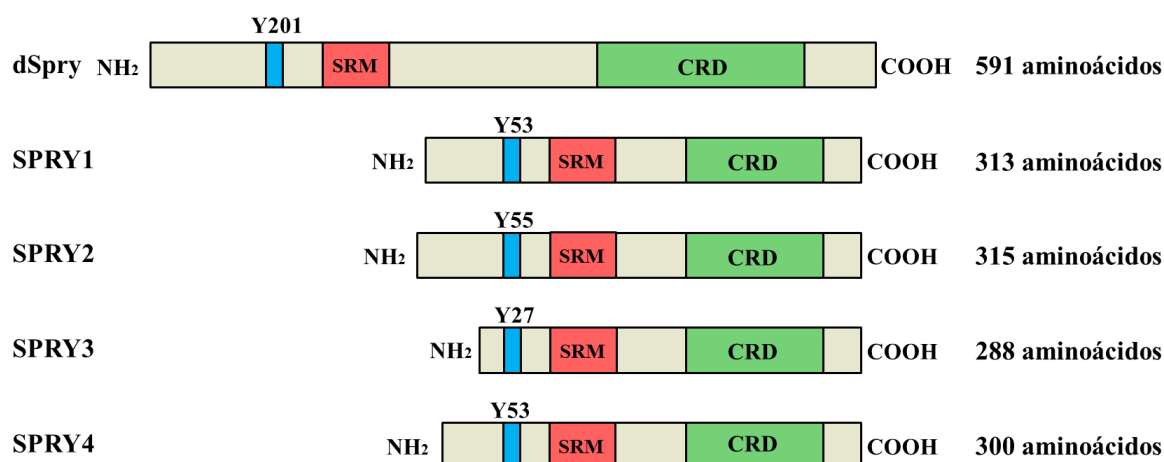 Y201
dSpry NH2 SRM CRD COOH 591 aminoácidos
Y53
SPRY1 NH2 SRM CRD COOH 313 aminoácidos
Y55
SPRY2 NH2 SRM CRD COOH 315 aminoácidos
Y27
SPRY3 NH2 SRM CRD COOH 288 aminoácidos
Y53
SPRY4 NH2 SRM CRD COOH 300 aminoácidos